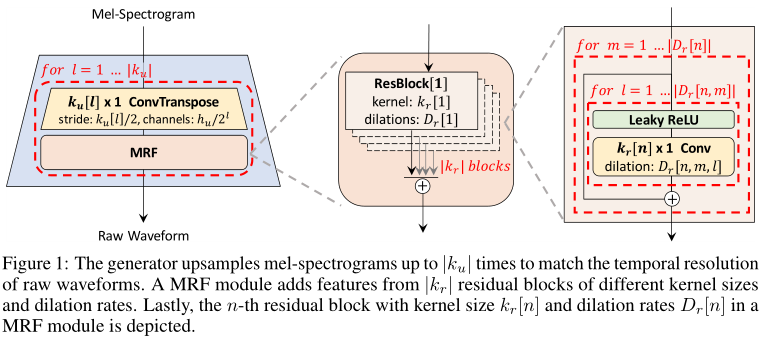 Mel-Spectrogram
for l = 1 … |k_u|
k_u[l] x 1 ConvTranspose
stride: k_u[l]/2, channels: h_u/2^l
MRF
Raw Waveform
ResBlock[1]
kernel: k_r[1]
dilations: D_r[1]
|k_r| blocks
+
for m = 1 …|D_r[n]|
for l = 1 …|D_r[n,m]|
Leaky ReLU
k_r[n] x 1 Conv
dilation: D_r[n,m,l]
+
Figure 1: The generator upsamples mel-spectrograms up to |k_u| times to match the temporal resolution
of raw waveforms. A MRF module adds features from |k_r| residual blocks of different kernel sizes
and dilation rates. Lastly, the n-th residual block with kernel size k_r[n] and dilation rates D_r[n] in a
MRF module is depicted.